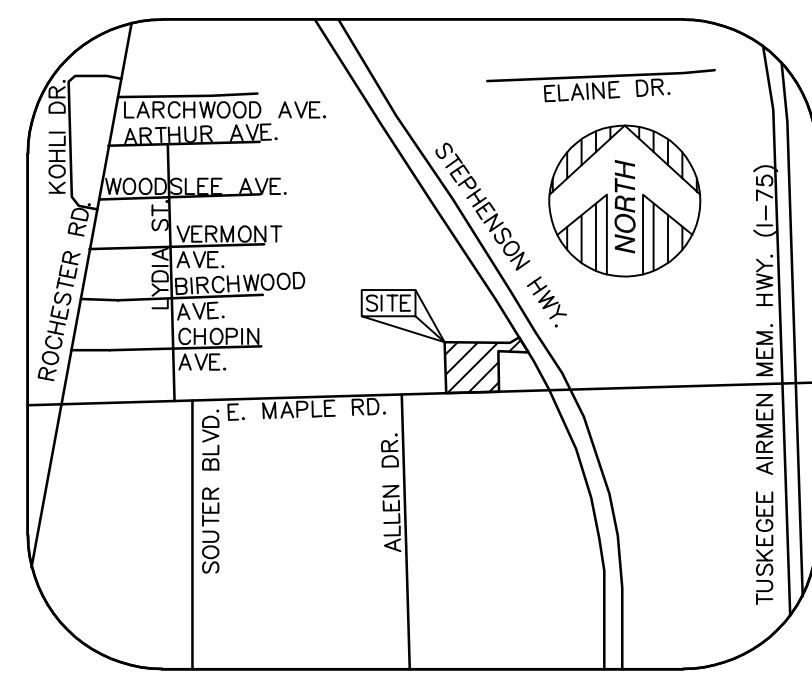 KOHLI DR.
LARCHWOOD AVE.
ARTHUR AVE.
WOODSLEE AVE.
ROCHESTER RD.
LYDIA ST.
VERMONT
AVE.
BIRCHWOOD
AVE.
CHOPIN
AVE.
SITE
STEPHENSON HWY.
ELAINE DR.
NORTH
TUSKEGEE AIRMEN MEM. HWY. (I-75)
E. MAPLE RD.
SOUTER BLVD.
ALLEN DR.